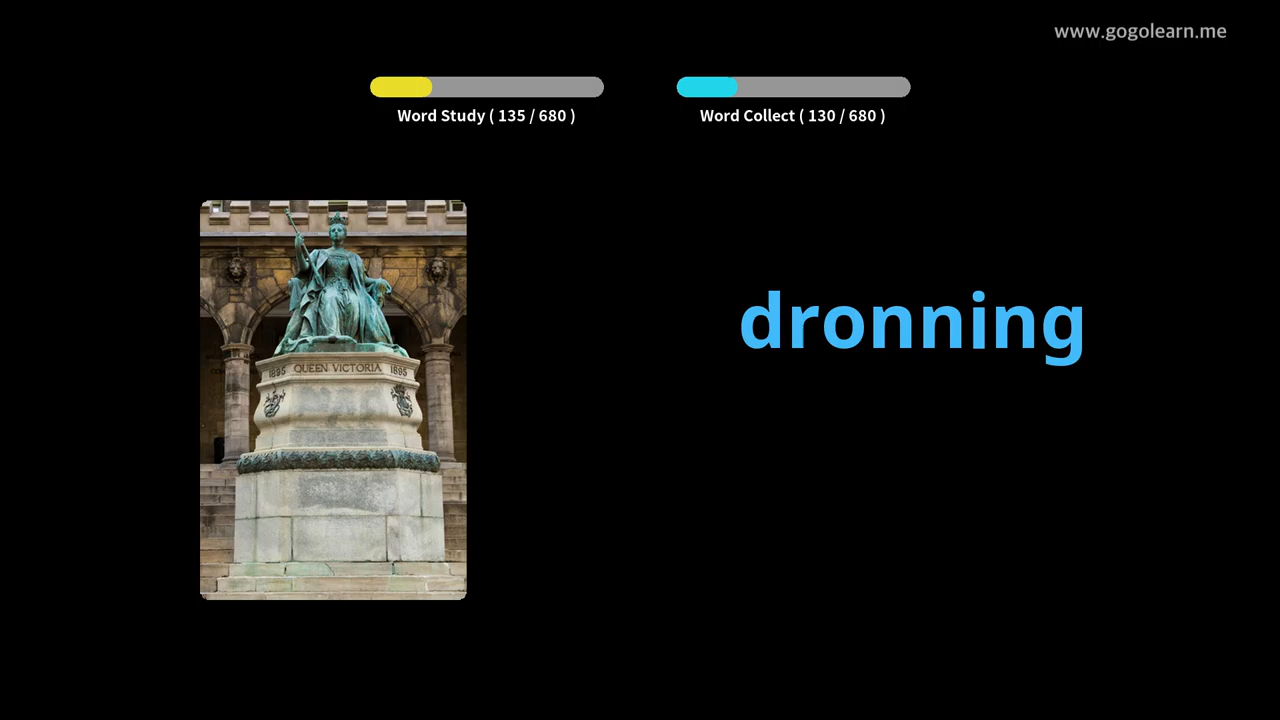 www.gogolearn.me
Word Study ( 135 / 680 )
Word Collect ( 130 / 680 )
dronning
1895 QUEEN VICTORIA 1895